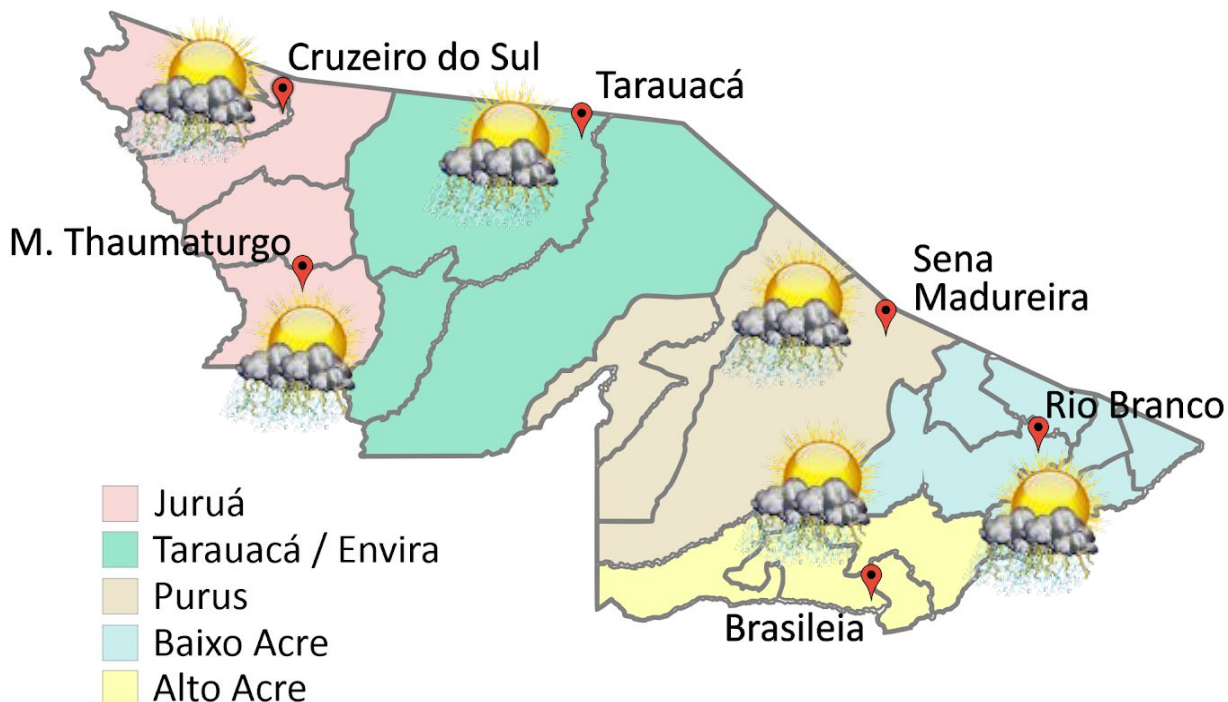 Cruzeiro do Sul
Tarauacá
M. Thaumaturgo
Sena
Madureira
Rio Branco
Brasileia
Juruá
Tarauacá / Envira
Purus
Baixo Acre
Alto Acre